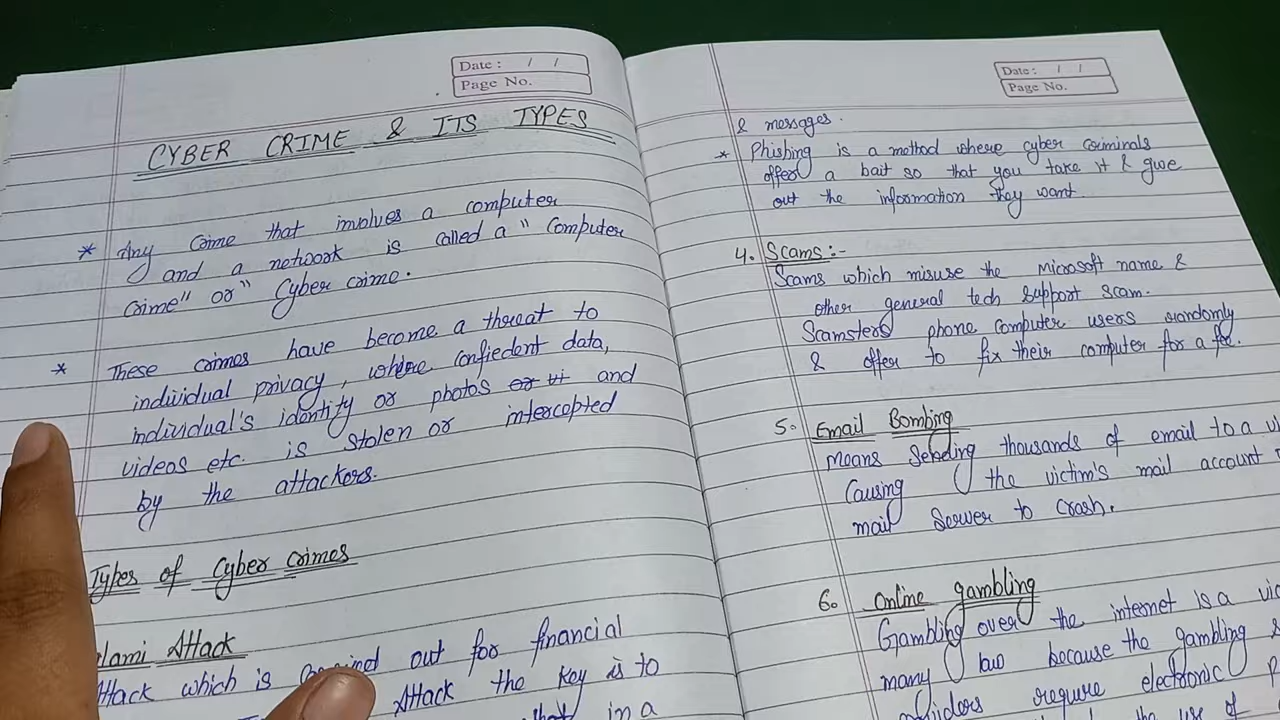 Date : / /
Page No.
CYBER CRIME & ITS TYPES
* Any crime that involves a computer
and a network is called a " Computer
Crime" or " Cyber crime.
* These crimes have become a threat to
individual privacy, where confiedent data,
individual's identity or photos or vi and
videos etc. is stolen or intercepted
by the attackers.
Types of Cyber Crimes
Attack
which is out for financial
Attack the key is to
in a
Date : / /
Page No.
& messages.
* Phishing is a method where cyber criminals
offer a bait so that you take it & give
out the information they want.
4. Scams:-
Scams which misuse the Microsoft name &
other general tech support scam.
Scamsters phone computer users randomly
& offer to fix their computer for a fee.
5. Email Bombing
Means Sending thousands of email to a
Causing the victim's mail account
mail Server to Crash.
6. Online gambling
Gambling over the internet is a
many law because the gambling
require electronic
the use of